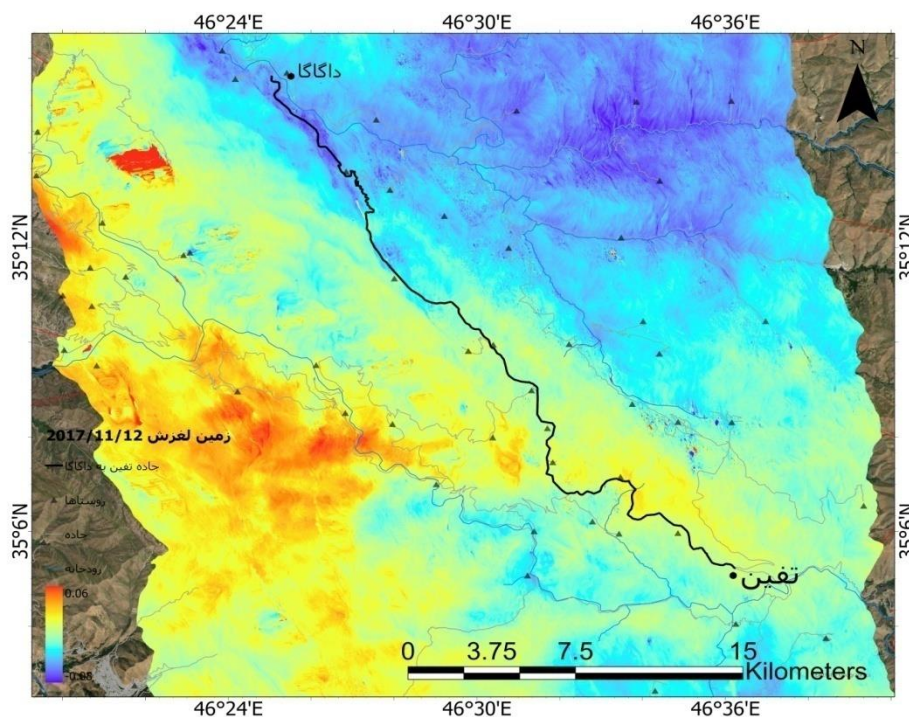 46°24'E 46°30'E 46°36'E
N
داگاگا
35°12'N 35°12'N
زمین لغزش 2017/11/12
جاده تفین به داگاگا
روستاها
جاده
رودخانه
35°6'N 35°6'N
تفین
0.06
-0.08
0 3.75 7.5 15
Kilometers
46°24'E 46°30'E 46°36'E